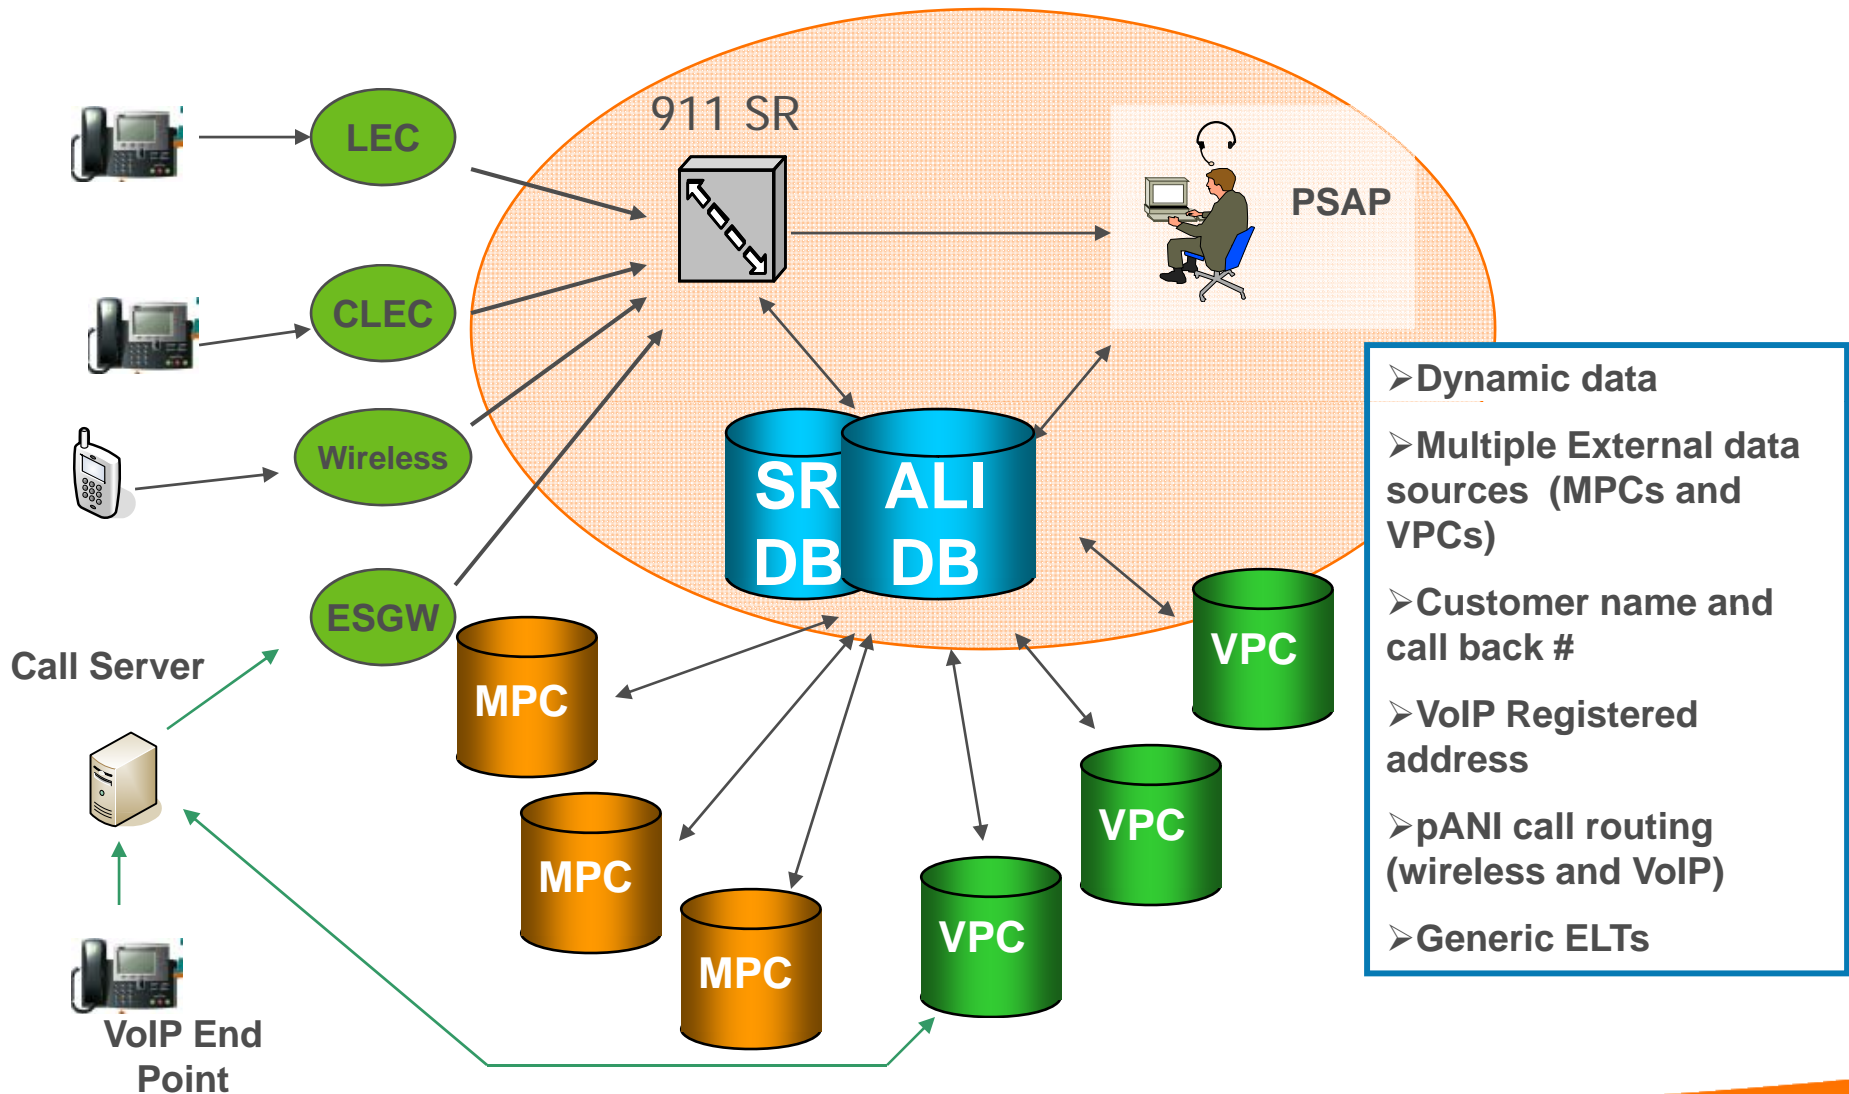 911 SR
LEC
PSAP
CLEC
Wireless
SR
DB
ALI
DB
ESGW
Call Server
MPC
MPC
MPC
VPC
VPC
VPC
VoIP End
Point
➢Dynamic data
➢Multiple External data
sources (MPCs and
VPCs)
➢Customer name and
call back #
➢VoIP Registered
address
➢pANI call routing
(wireless and VoIP)
➢Generic ELTs